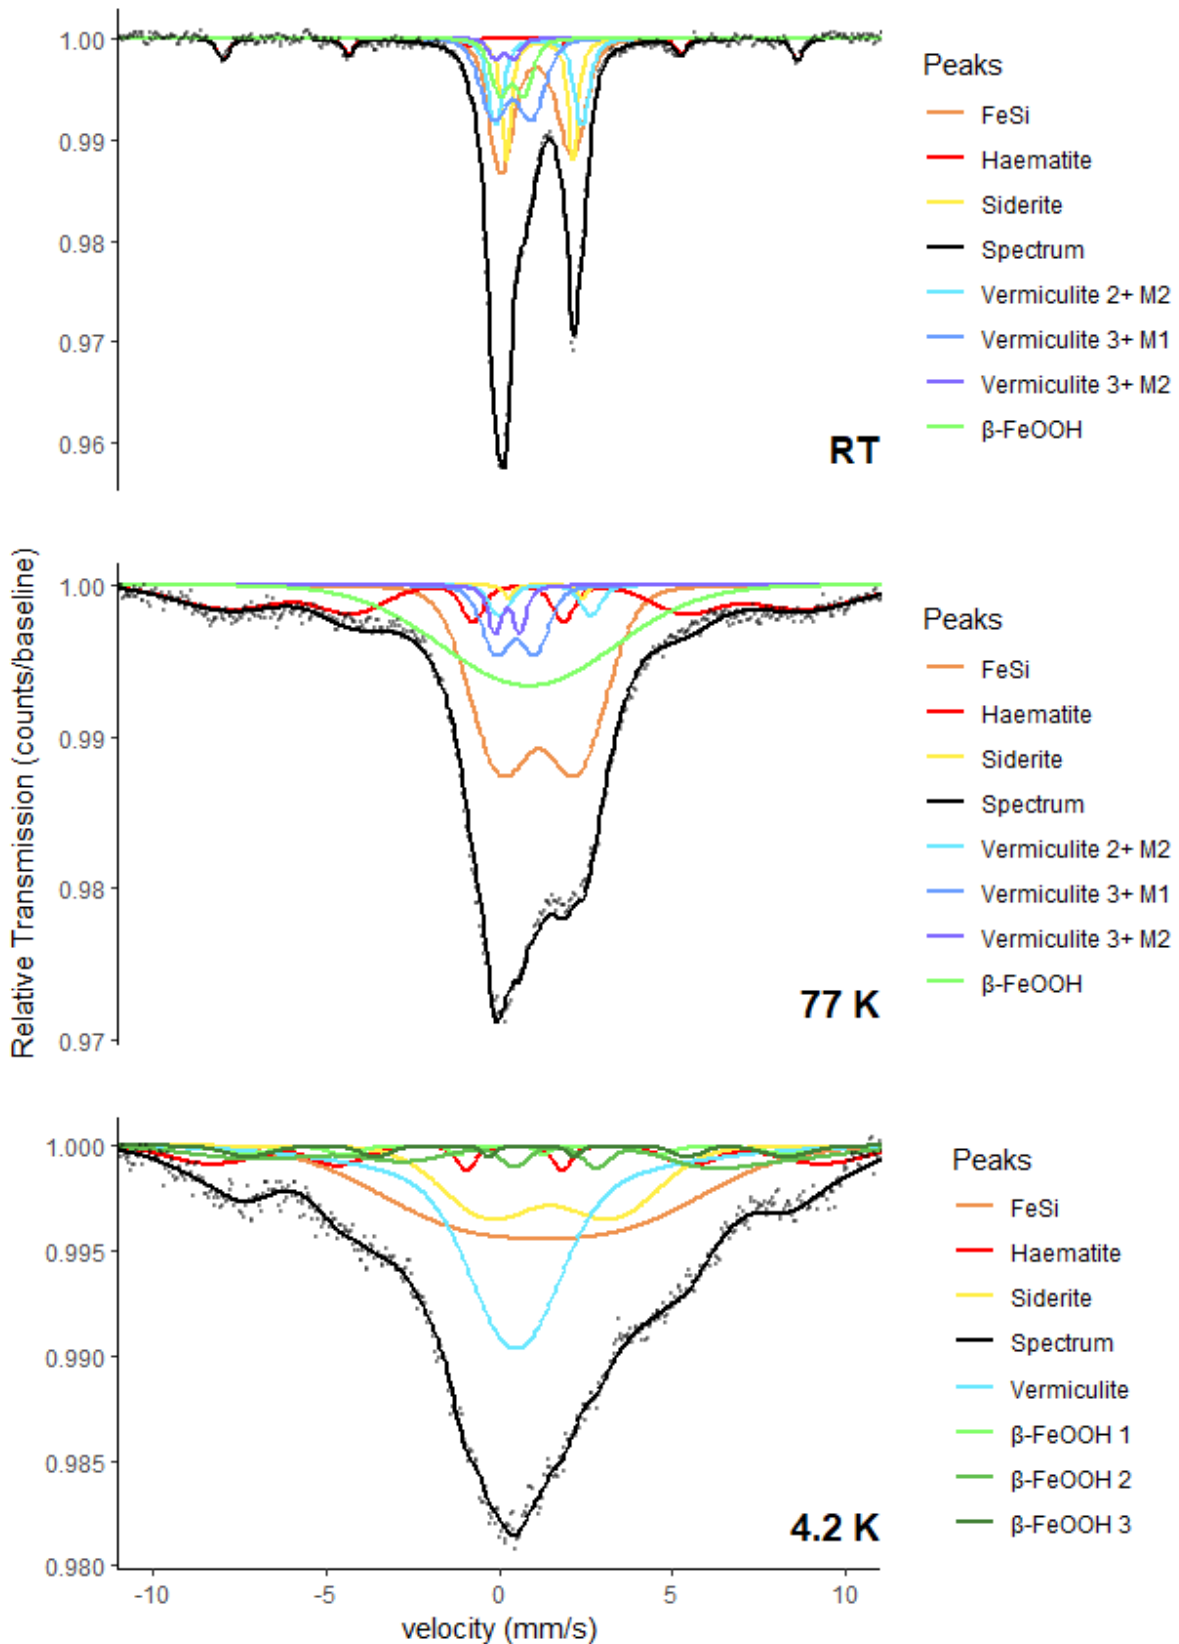 Relative Transmission (counts/baseline)
1.00
0.99
0.98
0.97
0.96
RT
Peaks
FeSi
Haematite
Siderite
Spectrum
Vermiculite 2+ M2
Vermiculite 3+ M1
Vermiculite 3+ M2
β-FeOOH
1.00
0.99
0.98
0.97
77 K
Peaks
FeSi
Haematite
Siderite
Spectrum
Vermiculite 2+ M2
Vermiculite 3+ M1
Vermiculite 3+ M2
β-FeOOH
1.000
0.995
0.990
0.985
0.980
4.2 K
Peaks
FeSi
Haematite
Siderite
Spectrum
Vermiculite
β-FeOOH 1
β-FeOOH 2
β-FeOOH 3
-10 -5 0 5 10
velocity (mm/s)